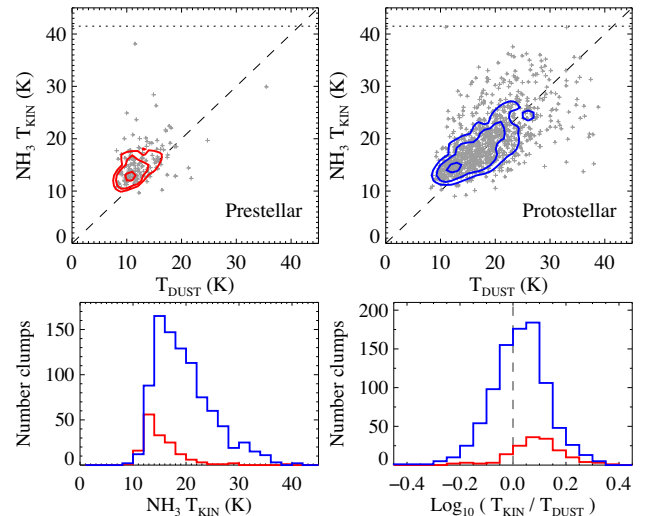 NH3 TKIN (K)
40
30
20
10
0
Prestellar
0 10 20 30 40
TDUST (K)
NH3 TKIN (K)
40
30
20
10
0
Protostellar
0 10 20 30 40
TDUST (K)
Number clumps
150
100
50
0
0 10 20 30 40
NH3 TKIN (K)
Number clumps
200
150
100
50
0
-0.4 -0.2 0.0 0.2 0.4
Log10 ( TKIN / TDUST )